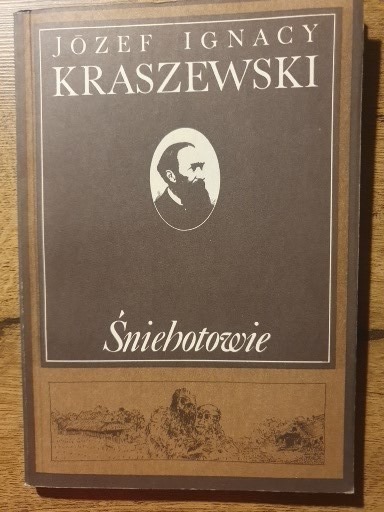 JÓZEF IGNACY
KRASZEWSKI
Śniehotowie